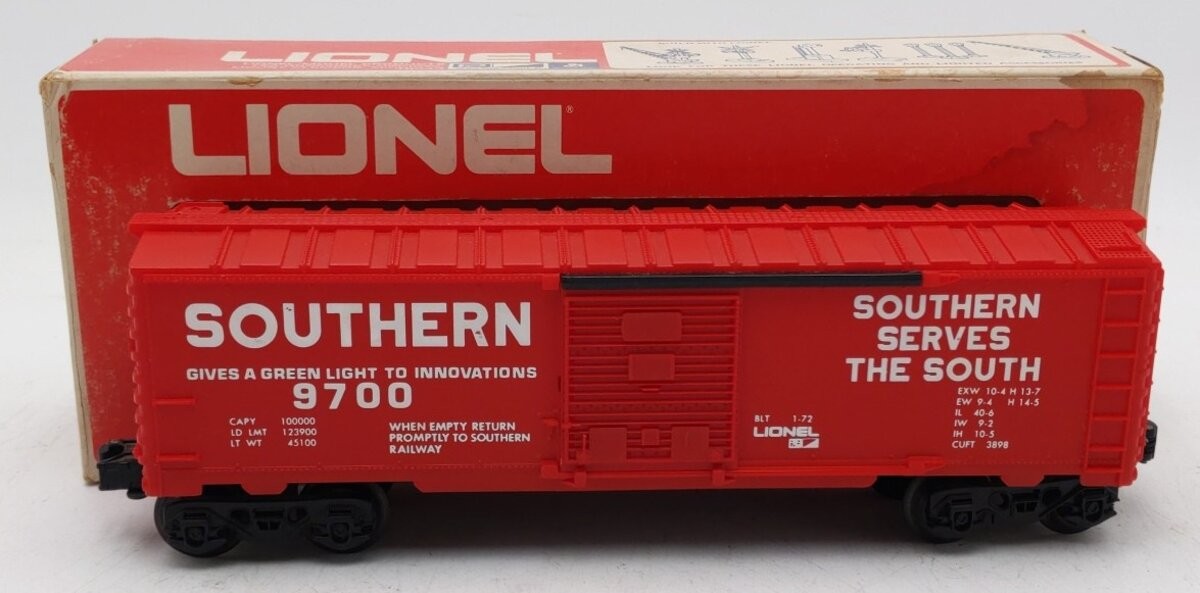 LIONEL
LIONEL®
SOUTHERN
GIVES A GREEN LIGHT TO INNOVATIONS
9700
CAPY 100000
LD LMT 123900
LT WT 45100
WHEN EMPTY RETURN
PROMPTLY TO SOUTHERN
RAILWAY
BLT 1-72
LIONEL
SOUTHERN
SERVES
THE SOUTH
EXW 10-4 H 13-7
EW 9-4 H 14-5
IL 40-6
IW 9-2
IH 10-5
CUFT 3898